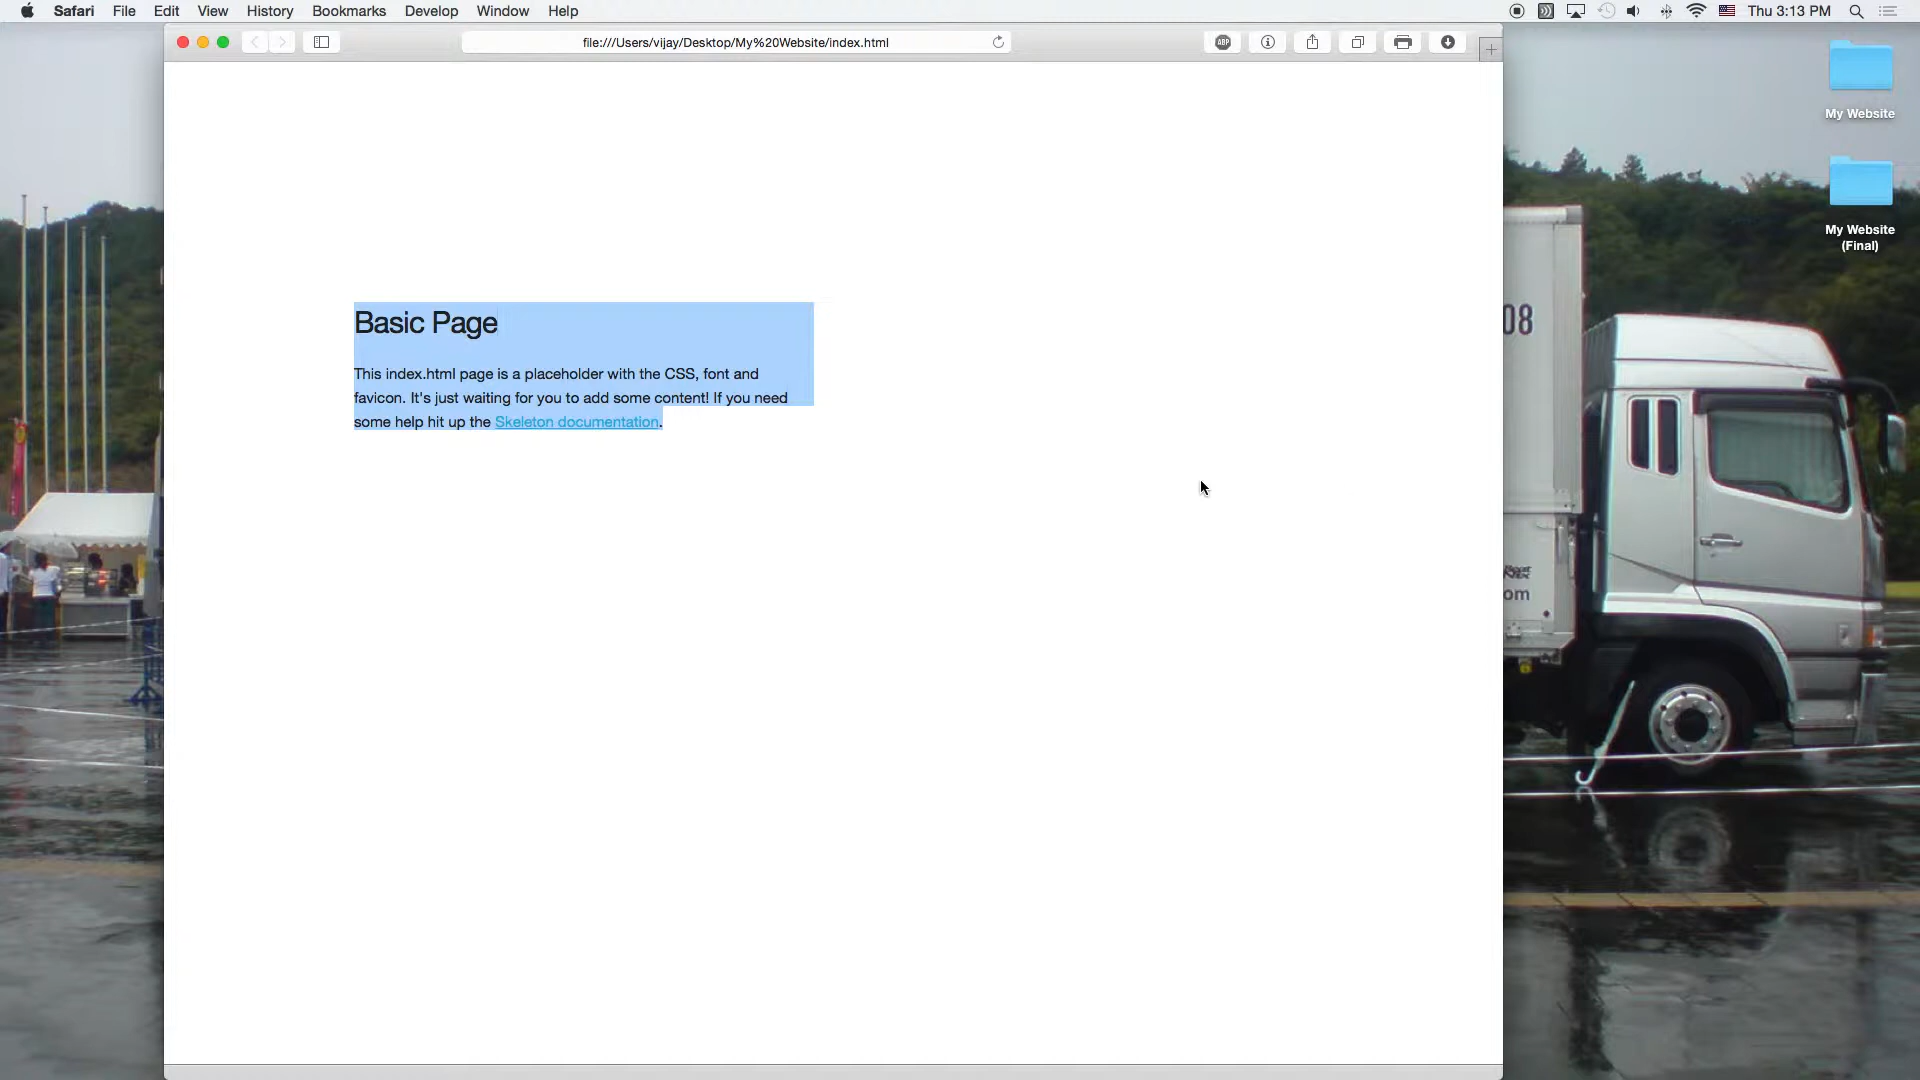 Safari File Edit View History Bookmarks Develop Window Help
Thu 3:13 PM
file:///Users/vijay/Desktop/My%20Website/index.html
ABP
My Website
My Website
(Final)
Basic Page
This index.html page is a placeholder with the CSS, font and
favicon. It's just waiting for you to add some content! If you need
some help hit up the Skeleton documentation.
08
om